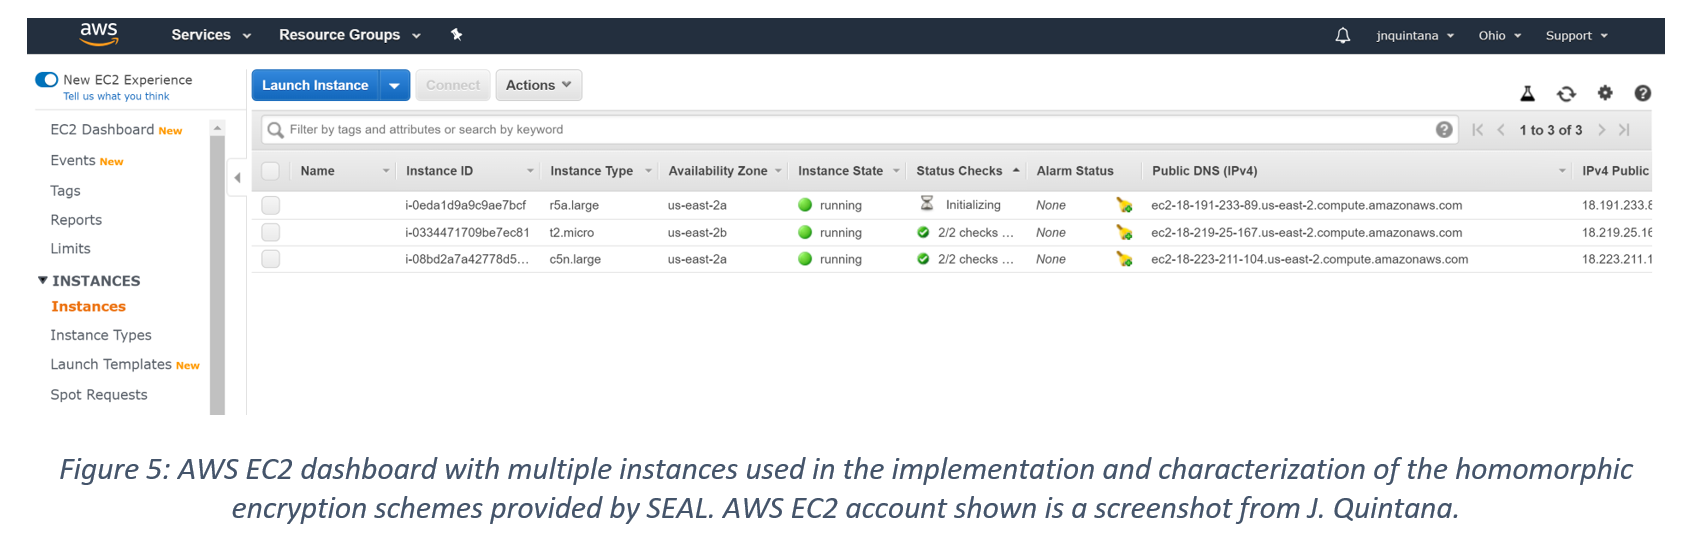 aws Services Resource Groups jnquintana Ohio Support
New EC2 Experience
Tell us what you think
Launch Instance Connect Actions
EC2 Dashboard New
Events New
Tags
Reports
Limits
INSTANCES
Instances
Instance Types
Launch Templates New
Spot Requests
Filter by tags and attributes or search by keyword 1 to 3 of 3
Name Instance ID Instance Type Availability Zone Instance State Status Checks Alarm Status Public DNS (IPv4) IPv4 Public
i-0eda1d9a9c9ae7bcf r5a.large us-east-2a running Initializing None ec2-18-191-233-89.us-east-2.compute.amazonaws.com 18.191.233.8
i-0334471709be7ec81 t2.micro us-east-2b running 2/2 checks ... None ec2-18-219-25-167.us-east-2.compute.amazonaws.com 18.219.25.16
i-08bd2a7a42778d5... c5n.large us-east-2a running 2/2 checks ... None ec2-18-223-211-104.us-east-2.compute.amazonaws.com 18.223.211.1
Figure 5: AWS EC2 dashboard with multiple instances used in the implementation and characterization of the homomorphic
encryption schemes provided by SEAL. AWS EC2 account shown is a screenshot from J. Quintana.